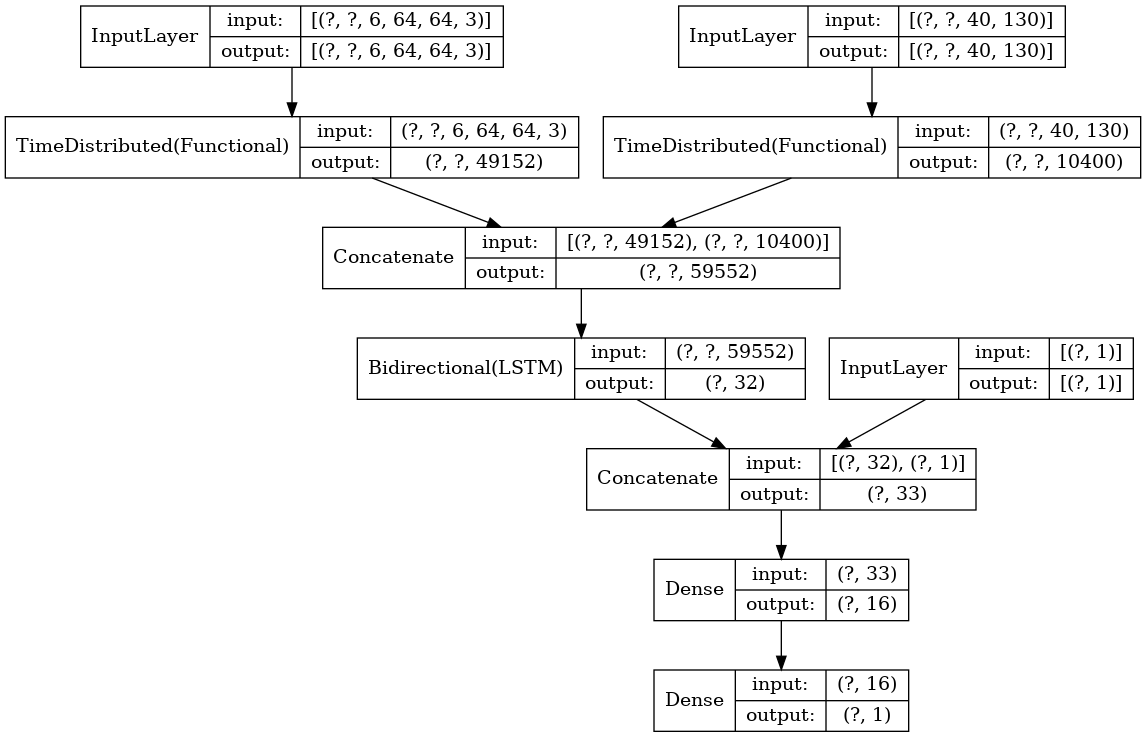 InputLayer
input: [(?, ?, 6, 64, 64, 3)]
output: [(?, ?, 6, 64, 64, 3)]
InputLayer
input: [(?, ?, 40, 130)]
output: [(?, ?, 40, 130)]
TimeDistributed(Functional)
input: (?, ?, 6, 64, 64, 3)
output: (?, ?, 49152)
TimeDistributed(Functional)
input: (?, ?, 40, 130)
output: (?, ?, 10400)
Concatenate
input: [(?, ?, 49152), (?, ?, 10400)]
output: (?, ?, 59552)
Bidirectional(LSTM)
input: (?, ?, 59552)
output: (?, 32)
InputLayer
input: [(?, 1)]
output: [(?, 1)]
Concatenate
input: [(?, 32), (?, 1)]
output: (?, 33)
Dense
input: (?, 33)
output: (?, 16)
Dense
input: (?, 16)
output: (?, 1)